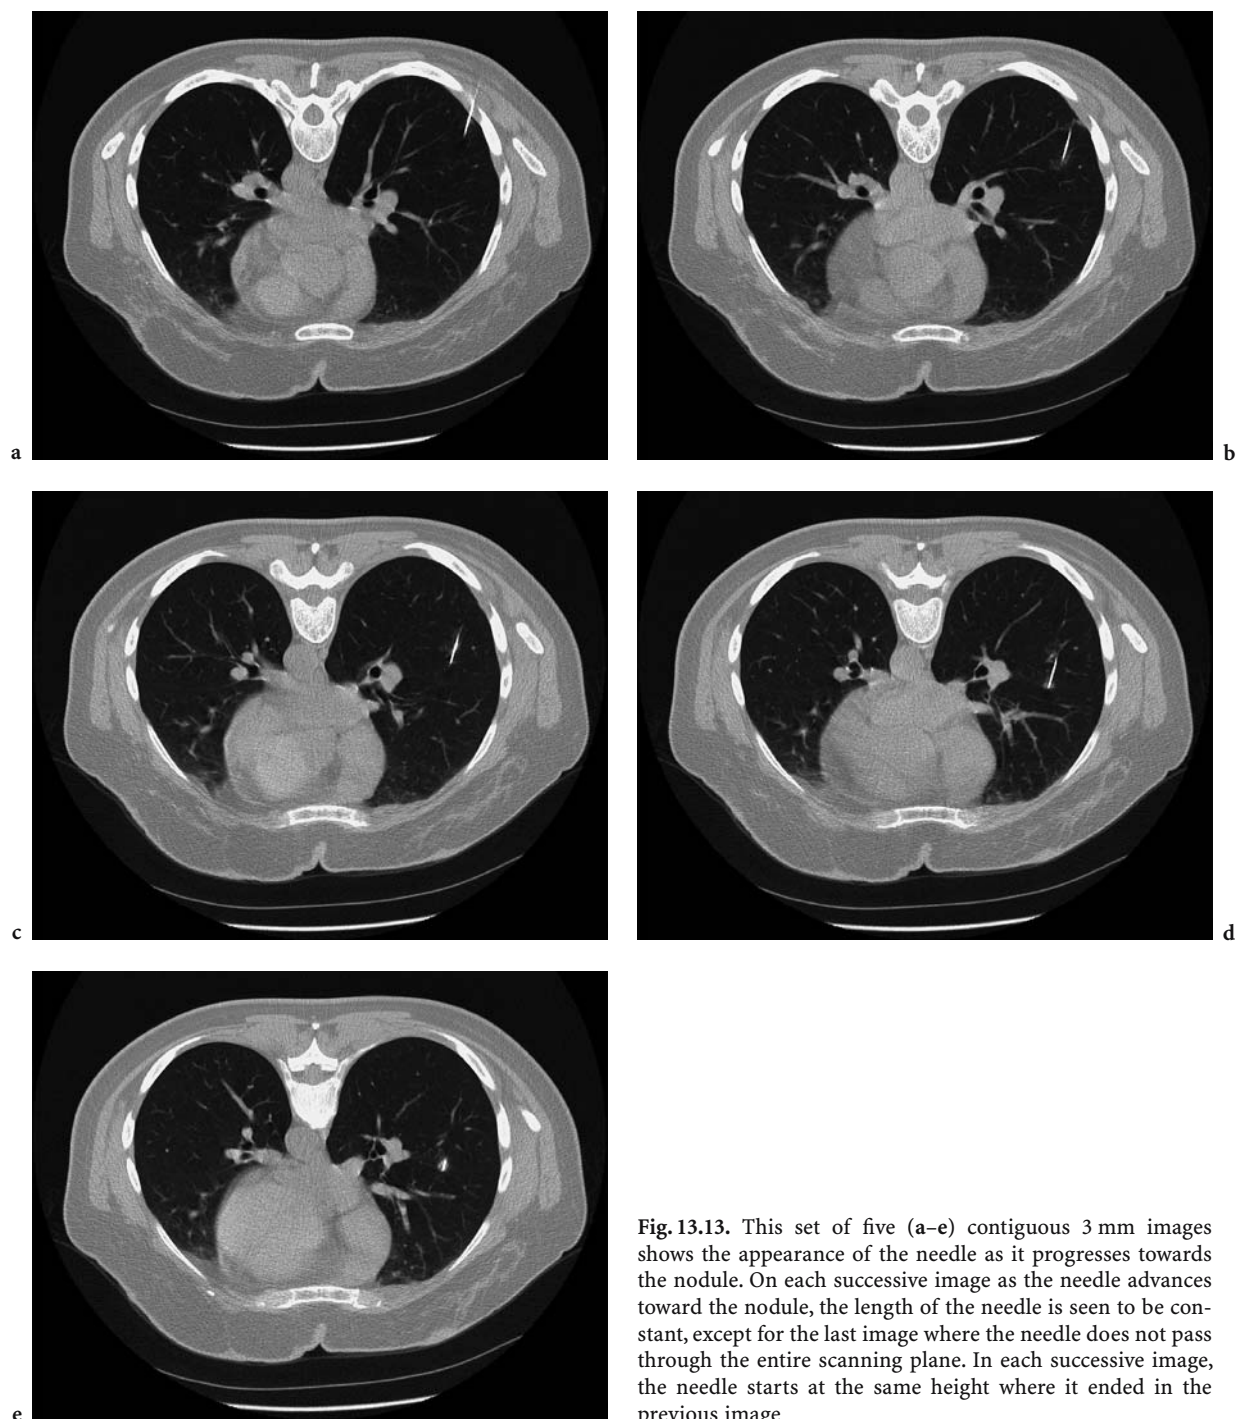 a
b
c
d
e
Fig. 13.13. This set of five (a–e) contiguous 3 mm images
shows the appearance of the needle as it progresses towards
the nodule. On each successive image as the needle advances
toward the nodule, the length of the needle is seen to be con-
stant, except for the last image where the needle does not pass
through the entire scanning plane. In each successive image,
the needle starts at the same height where it ended in the
previous image